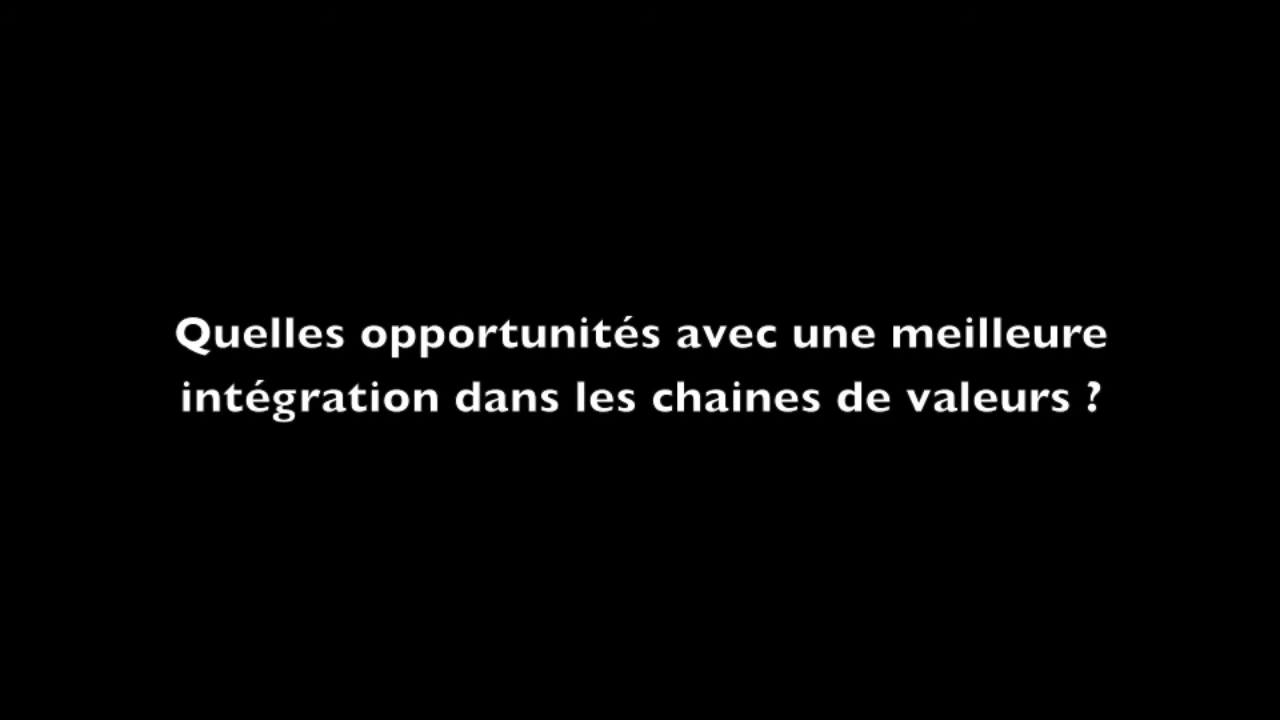 Quelles opportunités avec une meilleure
intégration dans les chaines de valeurs ?